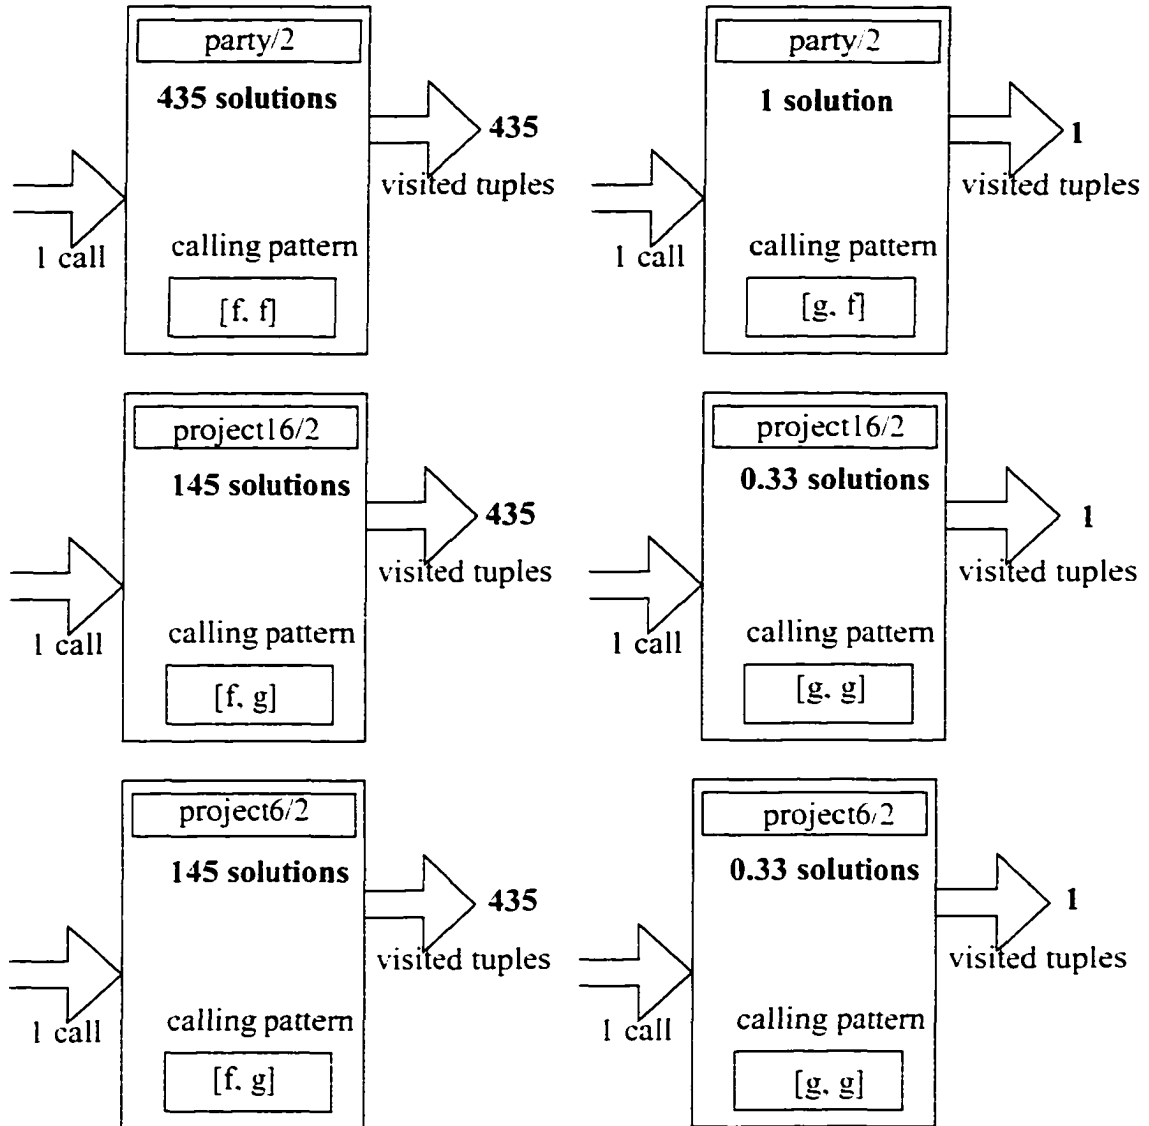 party/2
435 solutions
435
visited tuples
1 call
calling pattern
[f, f]
party/2
1 solution
1
visited tuples
1 call
calling pattern
[g, f]
project16/2
145 solutions
435
visited tuples
1 call
calling pattern
[f, g]
project16/2
0.33 solutions
1
visited tuples
1 call
calling pattern
[g, g]
project6/2
145 solutions
435
visited tuples
1 call
calling pattern
[f, g]
project6/2
0.33 solutions
1
visited tuples
1 call
calling pattern
[g, g]